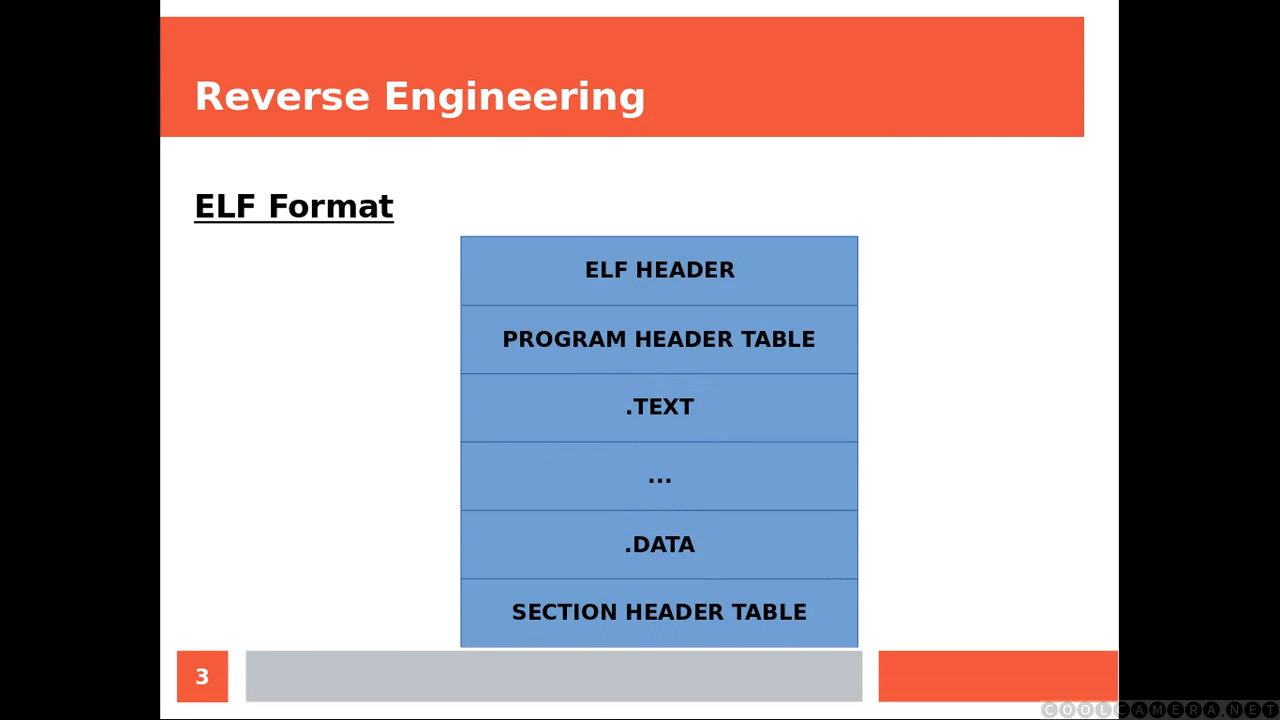 Reverse Engineering
ELF Format
ELF HEADER
PROGRAM HEADER TABLE
.TEXT
...
.DATA
SECTION HEADER TABLE
3
COOLCAMERA.NET